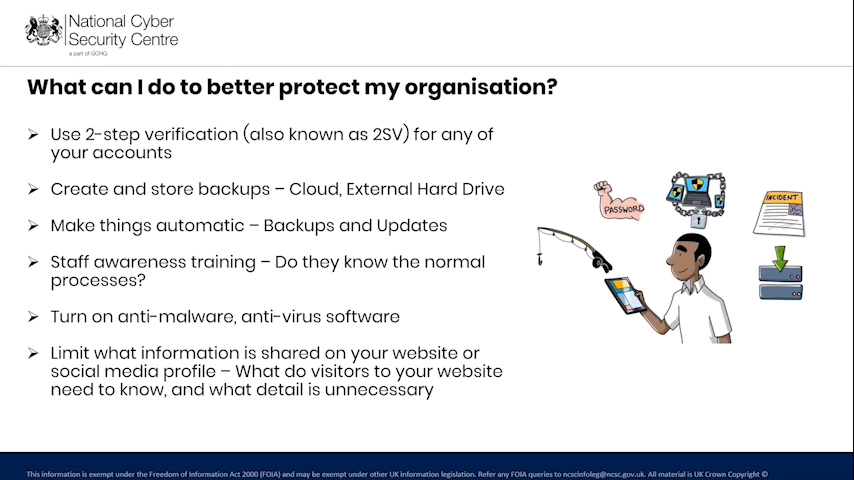 National Cyber
Security Centre
a part of GCHQ
What can I do to better protect my organisation?
➢ Use 2-step verification (also known as 2SV) for any of
your accounts
➢ Create and store backups – Cloud, External Hard Drive
➢ Make things automatic – Backups and Updates
➢ Staff awareness training – Do they know the normal
processes?
➢ Turn on anti-malware, anti-virus software
➢ Limit what information is shared on your website or
social media profile – What do visitors to your website
need to know, and what detail is unnecessary
PASSWORD
INCIDENT
This information is exempt under the Freedom of Information Act 2000 (FOIA) and may be exempt under other UK information legislation. Refer any FOIA queries to ncscinfoleg@ncsc.gov.uk. All material is UK Crown Copyright ©